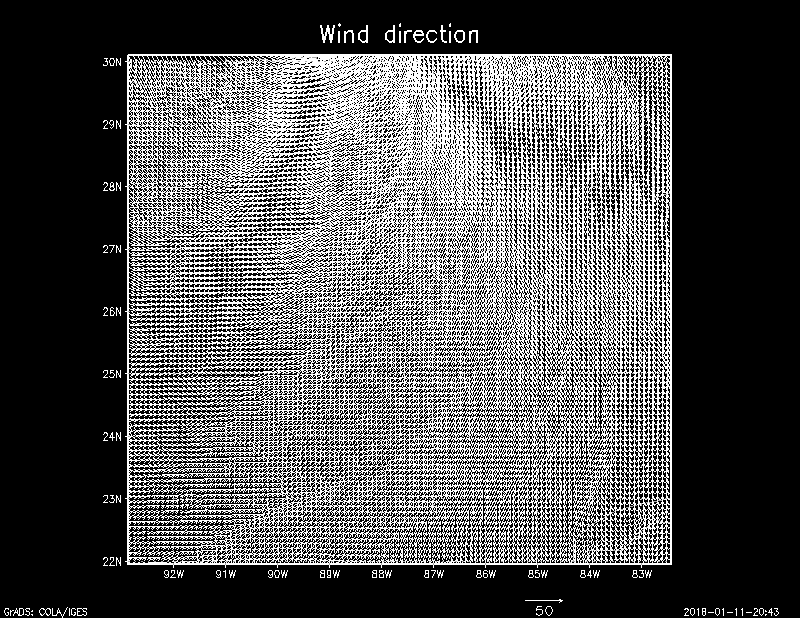 Wind direction
30N
29N
28N
27N
26N
25N
24N
23N
22N
92W 91W 90W 89W 88W 87W 86W 85W 84W 83W
50
GrADS: COLA/IGES 2018-01-11-20:43